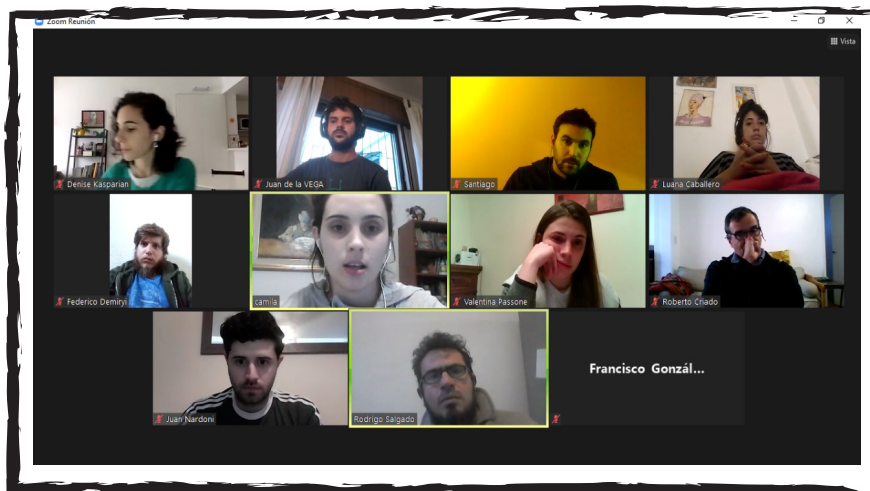 Zoom Reunión
Vista
Denise Kasparian
Juan de la VEGA
Santiago
Luana Caballero
Federico Demiryi
camila
Valentina Passone
Roberto Criado
Francisco Gonzál...
Juan Nardoni
Rodrigo Salgado